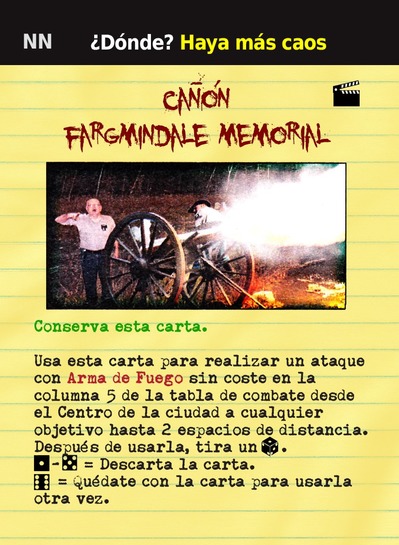 NN ¿Dónde? Haya más caos
CAÑÓN
FARGMINDALE MEMORIAL
Conserva esta carta.
Usa esta carta para realizar un ataque
con Arma de Fuego sin coste en la
columna 5 de la tabla de combate desde
el Centro de la ciudad a cualquier
objetivo hasta 2 espacios de distancia.
Después de usarla, tira un .
- = Descarta la carta.
= Quédate con la carta para usarla
otra vez.